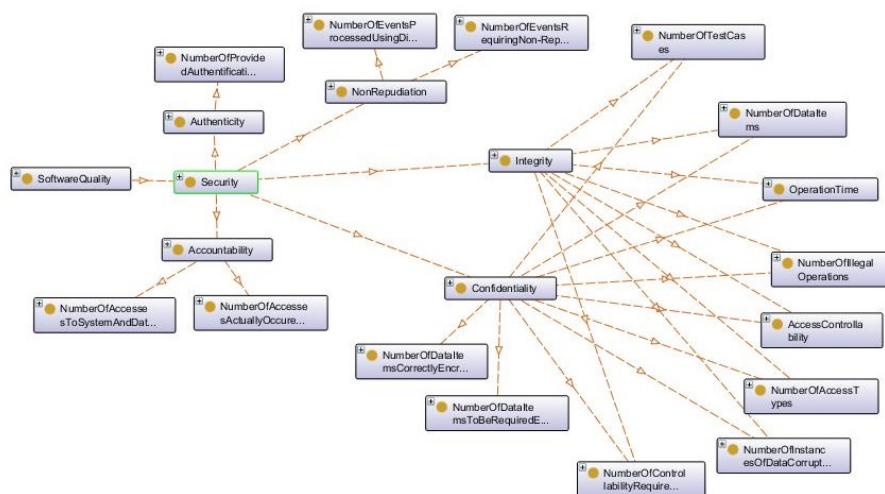 NumberOfEventsP
rocessedUsingDi...
NumberOfEventsR
equiringNon-Rep...
NumberOfTestCas
es
NumberOfProvide
dAuthentificati...
NonRepudiation
Authenticity
NumberOfDataIte
ms
Integrity
SoftwareQuality
Security
OperationTime
Accountability
NumberOfIllegal
Operations
Confidentiality
NumberOfAccesse
sToSystemAndDat...
NumberOfAccesse
sActuallyOccure...
AccessControlla
bility
NumberOfDataIte
msCorrectlyEncr...
NumberOfAccessT
ypes
NumberOfDataIte
msToBeRequiredE...
NumberOfInstanc
esOfDataCorrupt...
NumberOfControl
labilityRequire...